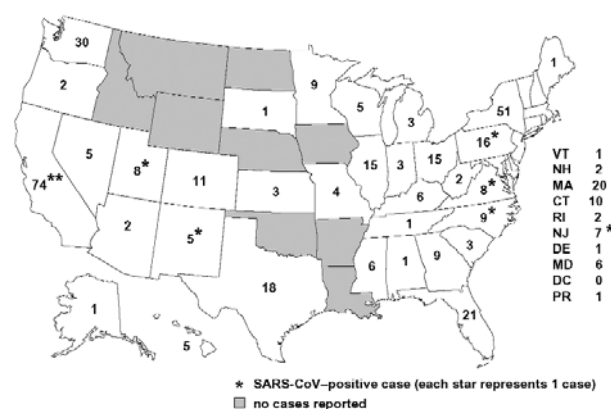 30
2
5
74**
8*
11
2
5*
1
3
18
9
4
5
3
15
3
15
6
2
1
6
1
9
3
21
9*
8*
16*
51
1
1
5
VT 1
NH 2
MA 20
CT 10
RI 2
NJ 7*
DE 1
MD 6
DC 0
PR 1
* SARS-CoV–positive case (each star represents 1 case)
no cases reported